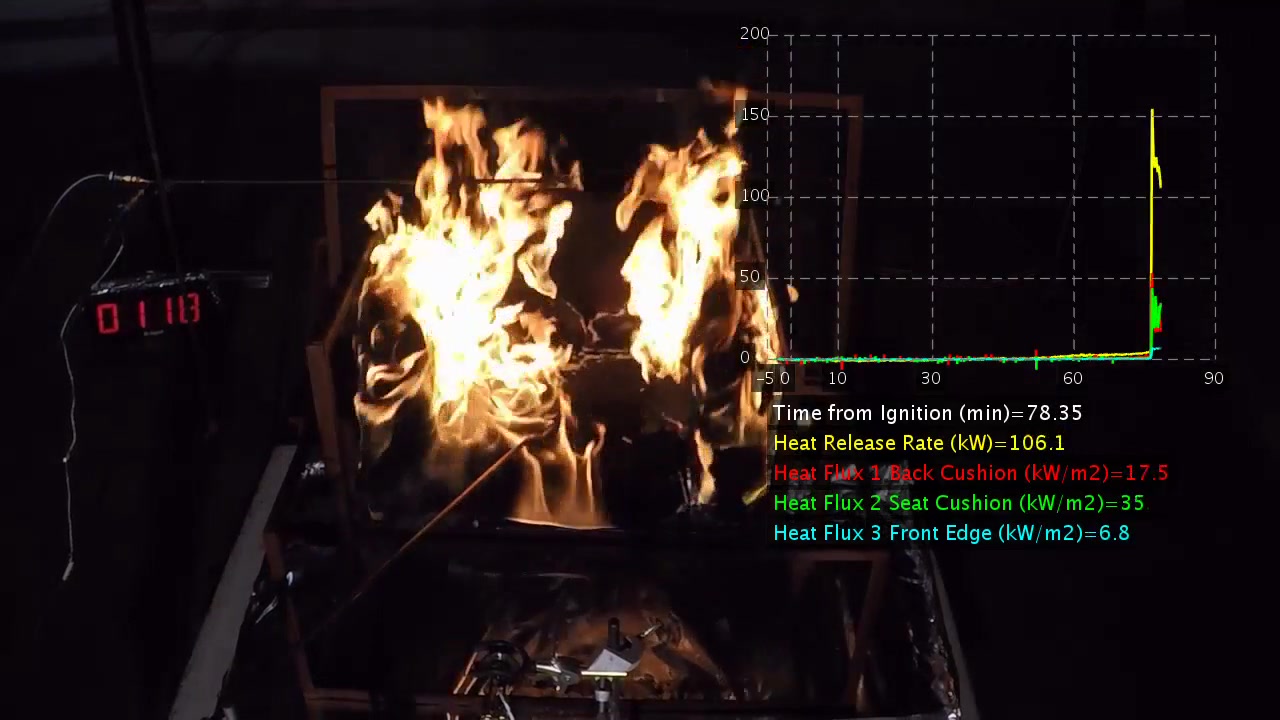 200
150
100
50
0
-5 0 10 30 60 90
Time from Ignition (min)=78.35
Heat Release Rate (kW)=106.1
Heat Flux 1 Back Cushion (kW/m2)=17.5
Heat Flux 2 Seat Cushion (kW/m2)=35
Heat Flux 3 Front Edge (kW/m2)=6.8